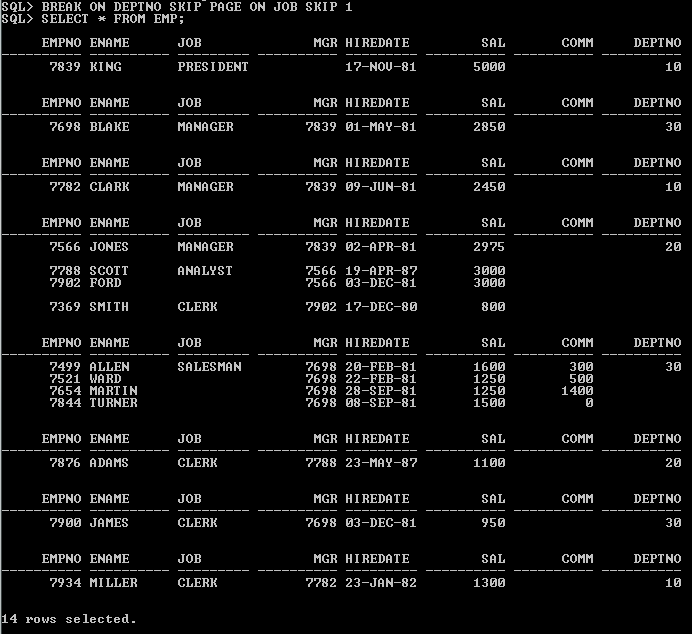 SQL> BREAK ON DEPTNO SKIP PAGE ON JOB SKIP 1
SQL> SELECT * FROM EMP;
EMPNO ENAME JOB MGR HIREDATE SAL COMM DEPTNO
---------- ---------- --------- ---------- --------- ---------- ---------- ----------
7839 KING PRESIDENT 17-NOV-81 5000 10
EMPNO ENAME JOB MGR HIREDATE SAL COMM DEPTNO
---------- ---------- --------- ---------- --------- ---------- ---------- ----------
7698 BLAKE MANAGER 7839 01-MAY-81 2850 30
EMPNO ENAME JOB MGR HIREDATE SAL COMM DEPTNO
---------- ---------- --------- ---------- --------- ---------- ---------- ----------
7782 CLARK MANAGER 7839 09-JUN-81 2450 10
EMPNO ENAME JOB MGR HIREDATE SAL COMM DEPTNO
---------- ---------- --------- ---------- --------- ---------- ---------- ----------
7566 JONES MANAGER 7839 02-APR-81 2975 20
7788 SCOTT ANALYST 7566 19-APR-87 3000
7902 FORD 7566 03-DEC-81 3000
7369 SMITH CLERK 7902 17-DEC-80 800
EMPNO ENAME JOB MGR HIREDATE SAL COMM DEPTNO
---------- ---------- --------- ---------- --------- ---------- ---------- ----------
7499 ALLEN SALESMAN 7698 20-FEB-81 1600 300 30
7521 WARD 7698 22-FEB-81 1250 500
7654 MARTIN 7698 28-SEP-81 1250 1400
7844 TURNER 7698 08-SEP-81 1500 0
EMPNO ENAME JOB MGR HIREDATE SAL COMM DEPTNO
---------- ---------- --------- ---------- --------- ---------- ---------- ----------
7876 ADAMS CLERK 7788 23-MAY-87 1100 20
EMPNO ENAME JOB MGR HIREDATE SAL COMM DEPTNO
---------- ---------- --------- ---------- --------- ---------- ---------- ----------
7900 JAMES CLERK 7698 03-DEC-81 950 30
EMPNO ENAME JOB MGR HIREDATE SAL COMM DEPTNO
---------- ---------- --------- ---------- --------- ---------- ---------- ----------
7934 MILLER CLERK 7782 23-JAN-82 1300 10
14 rows selected.